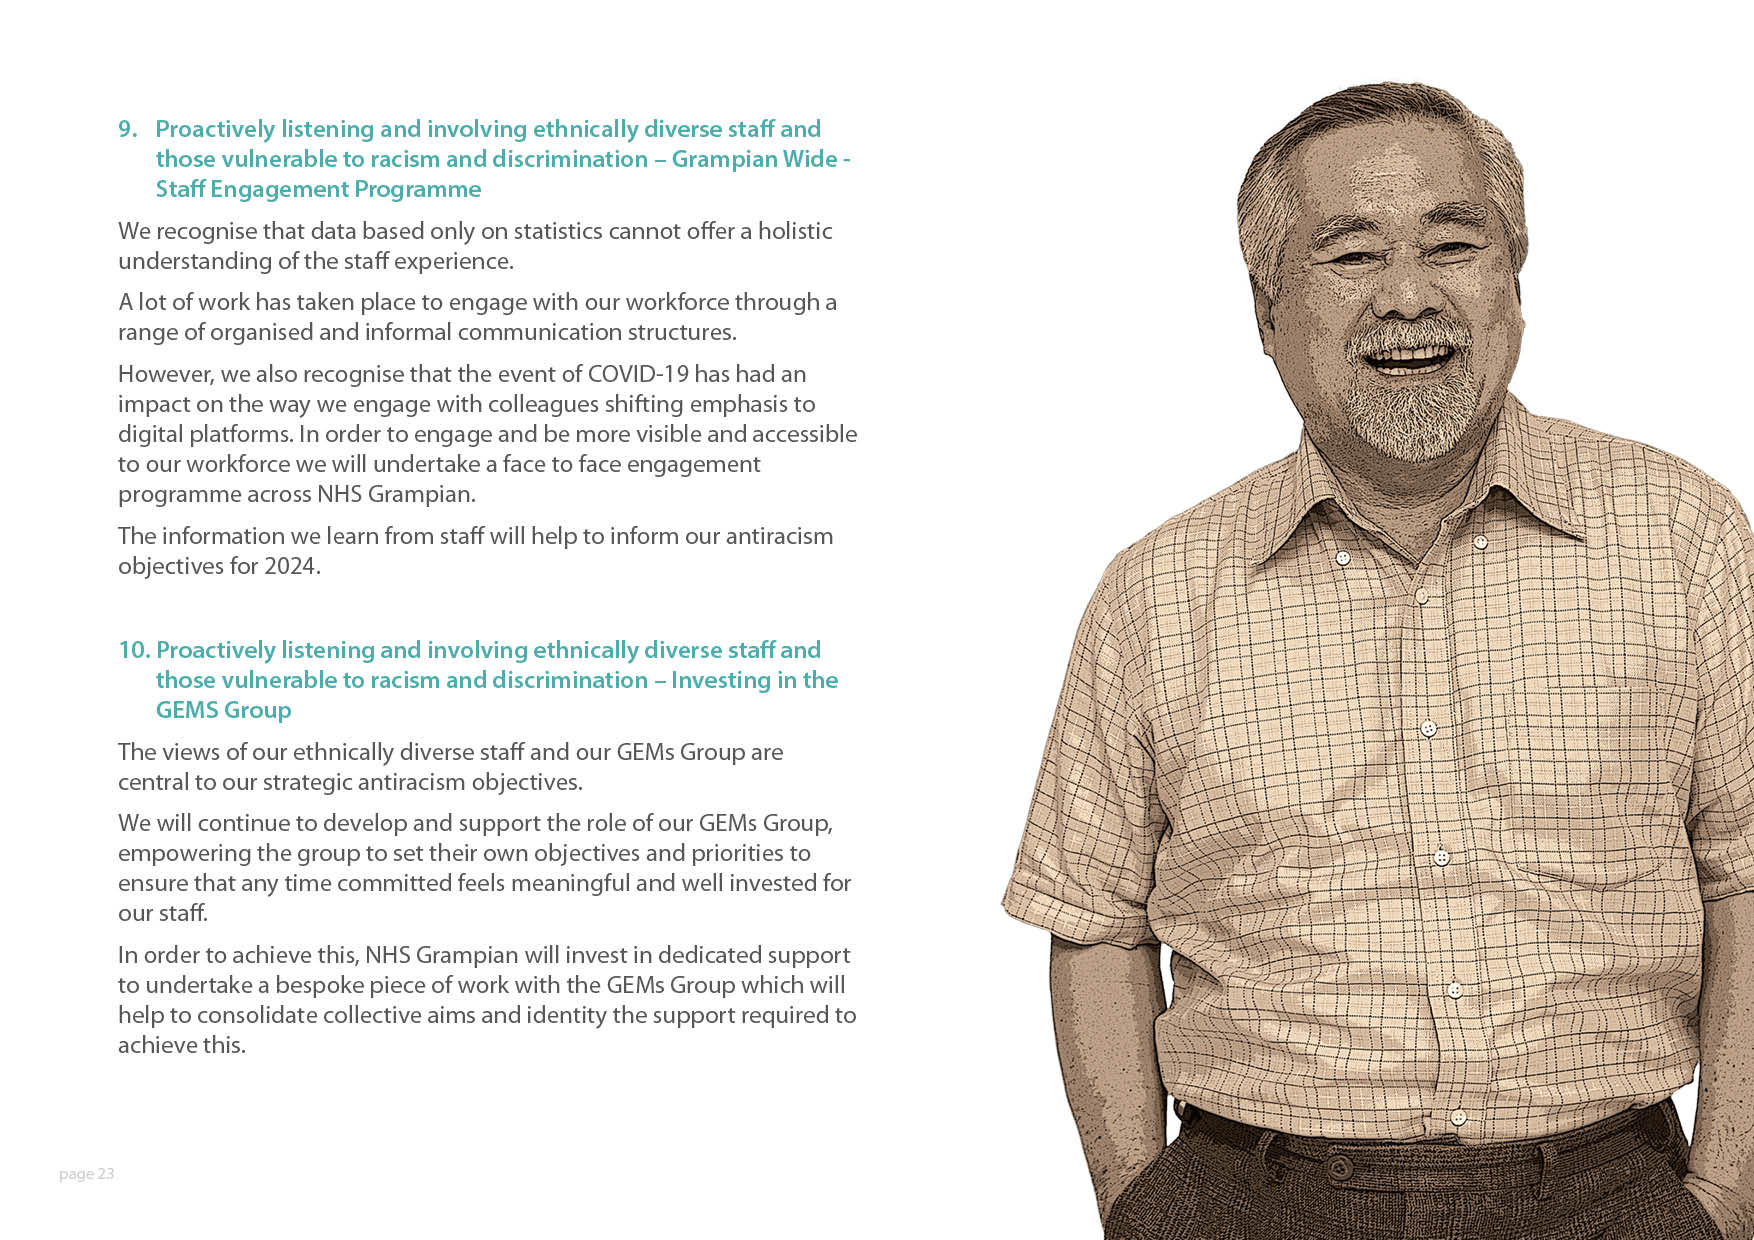 9. Proactively listening and involving ethnically diverse staff and
those vulnerable to racism and discrimination – Grampian Wide -
Staff Engagement Programme
We recognise that data based only on statistics cannot offer a holistic
understanding of the staff experience.
A lot of work has taken place to engage with our workforce through a
range of organised and informal communication structures.
However, we also recognise that the event of COVID-19 has had an
impact on the way we engage with colleagues shifting emphasis to
digital platforms. In order to engage and be more visible and accessible
to our workforce we will undertake a face to face engagement
programme across NHS Grampian.
The information we learn from staff will help to inform our antiracism
objectives for 2024.
10. Proactively listening and involving ethnically diverse staff and
those vulnerable to racism and discrimination – Investing in the
GEMS Group
The views of our ethnically diverse staff and our GEMs Group are
central to our strategic antiracism objectives.
We will continue to develop and support the role of our GEMs Group,
empowering the group to set their own objectives and priorities to
ensure that any time committed feels meaningful and well invested for
our staff.
In order to achieve this, NHS Grampian will invest in dedicated support
to undertake a bespoke piece of work with the GEMs Group which will
help to consolidate collective aims and identity the support required to
achieve this.
page 23